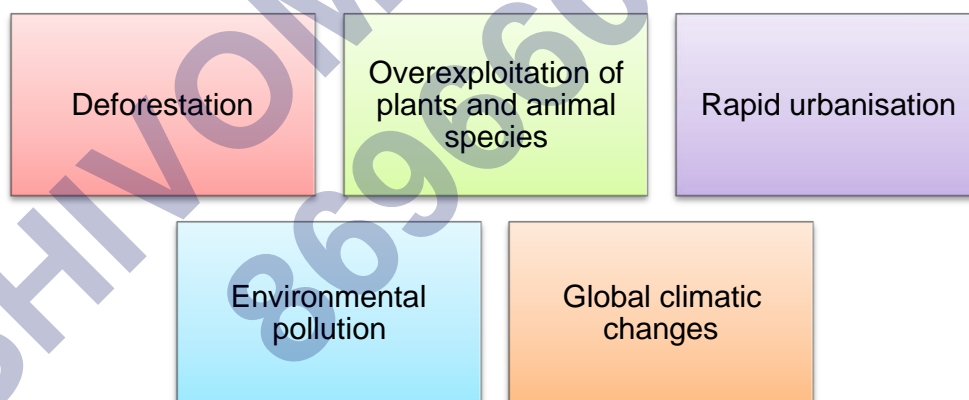 Deforestation
Overexploitation of
plants and animal
species
Rapid urbanisation
Environmental
pollution
Global climatic
changes